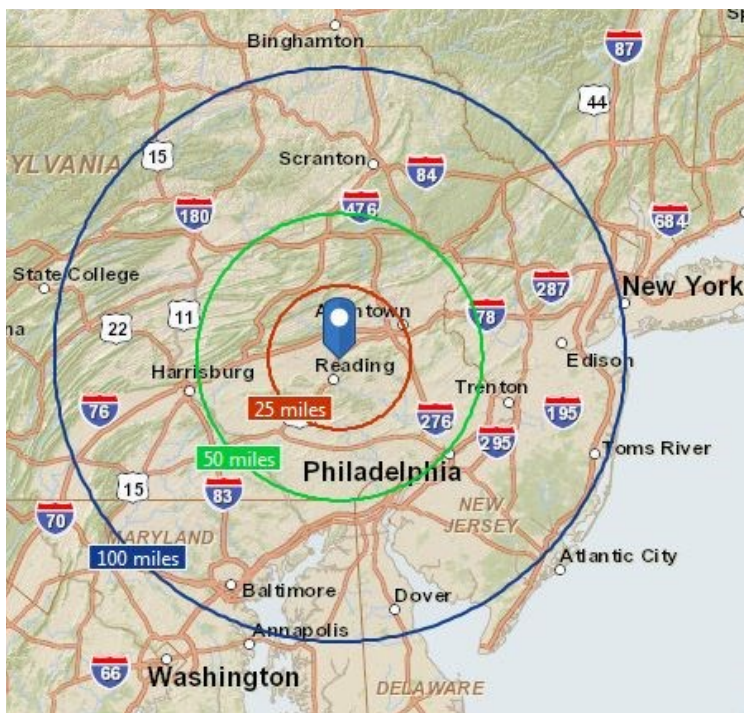 Binghamton
87
44
15
YLVANIA
Scranton
84
476
180
684
State College
287
New York
11
78
22
Edison
Reading
Harrisburg
Trenton
25 miles
76
276
195
295
50 miles
Toms River
Philadelphia
15
83
NEW
JERSEY
70
MARYLAND
100 miles
Atlantic City
Baltimore
Dover
Annapolis
66
Washington
DELAWARE